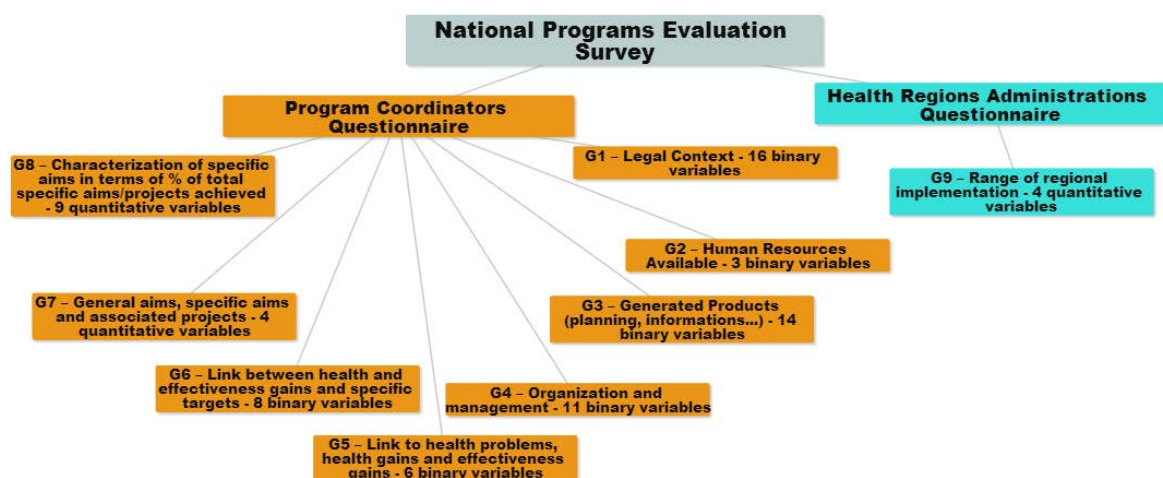 National Programs Evaluation
Survey
Program Coordinators
Questionnaire
Health Regions Administrations
Questionnaire
G8 – Characterization of specific
aims in terms of % of total
specific aims/projects achieved
- 9 quantitative variables
G1 – Legal Context - 16 binary
variables
G9 – Range of regional
implementation - 4 quantitative
variables
G2 – Human Resources
Available - 3 binary variables
G7 – General aims, specific aims
and associated projects - 4
quantitative variables
G3 – Generated Products
(planning, informations...) - 14
binary variables
G6 – Link between health and
effectiveness gains and specific
targets - 8 binary variables
G4 – Organization and
management - 11 binary variables
G5 – Link to health problems,
health gains and effectiveness
gains - 6 binary variables